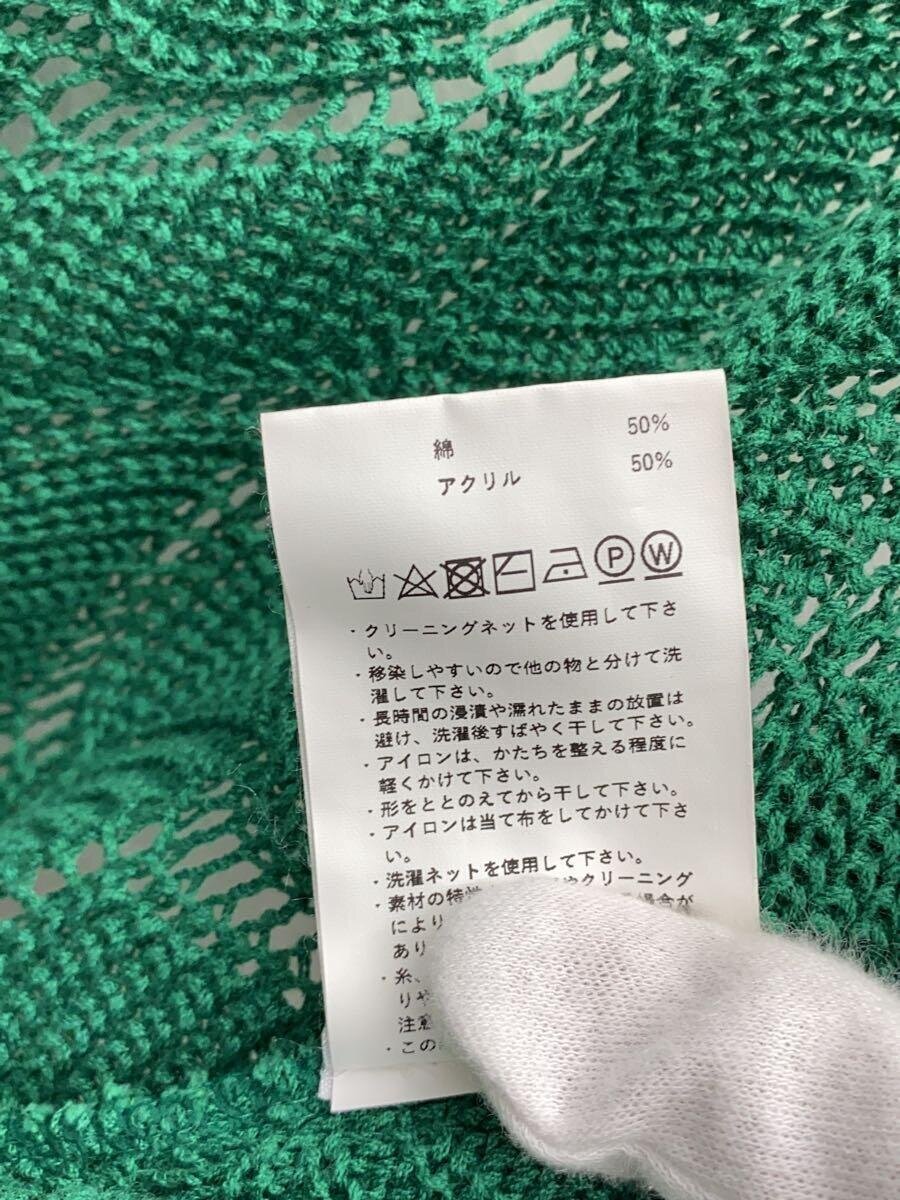 綿 50%
アクリル 50%
P W
・クリーニングネットを使用して下さ
い。
・移染しやすいので他の物と分けて洗
濯して下さい。
・長時間の浸漬や濡れたままの放置は
避け、洗濯後すばやく干して下さい。
・アイロンは、かたちを整える程度に
軽くかけて下さい。
・形をととのえてから干して下さい。
・アイロンは当て布をしてかけて下さ
い。
・洗濯ネットを使用して下さい。
・素材の特性 やクリーニング
により 場合が
あり
・糸、
りや
注意
・この